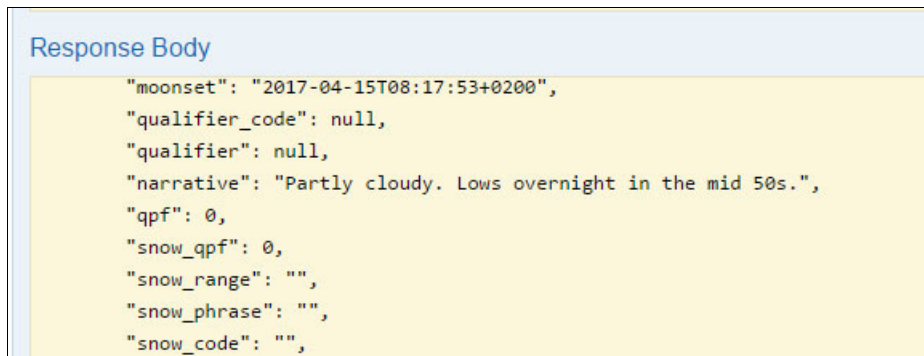 Response Body
"moonset": "2017-04-15T08:17:53+0200",
"qualifier_code": null,
"qualifier": null,
"narrative": "Partly cloudy. Lows overnight in the mid 50s.",
"qpf": 0,
"snow_qpf": 0,
"snow_range": "",
"snow_phrase": "",
"snow_code": "",